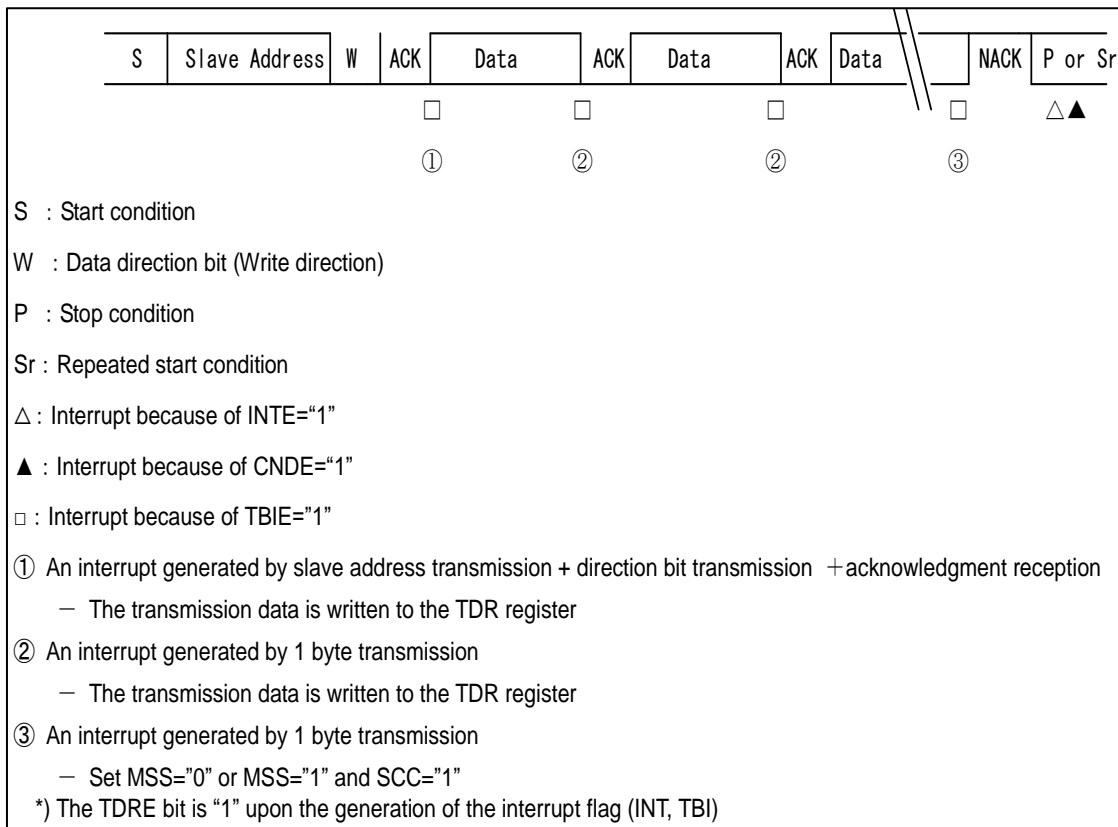 S Slave Address W ACK Data ACK Data ACK Data NACK P or Sr
□ □ □ □ △▲
① ② ② ③
S : Start condition
W : Data direction bit (Write direction)
P : Stop condition
Sr : Repeated start condition
△ : Interrupt because of INTE=“1”
▲ : Interrupt because of CNDE=“1”
□ : Interrupt because of TBIE=”1”
① An interrupt generated by slave address transmission + direction bit transmission +acknowledgment reception
― The transmission data is written to the TDR register
② An interrupt generated by 1 byte transmission
― The transmission data is written to the TDR register
③ An interrupt generated by 1 byte transmission
― Set MSS=”0” or MSS=”1” and SCC=”1”
*) The TDRE bit is “1” upon the generation of the interrupt flag (INT, TBI)